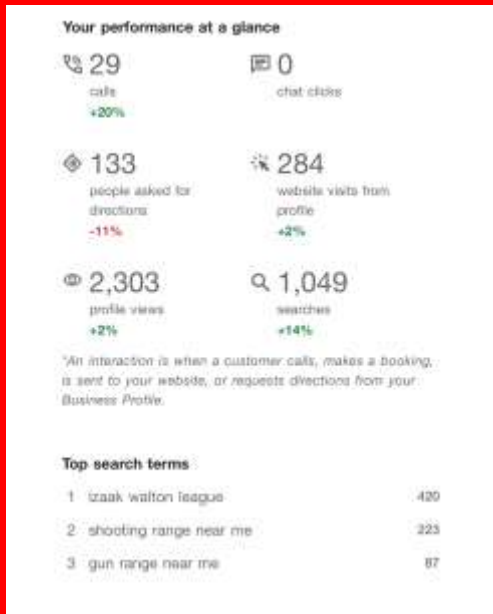 Your performance at a glance
29
calls
+20%
0
chat clicks
133
people asked for
directions
-11%
284
website visits from
profile
+2%
2,303
profile views
+2%
1,049
searches
+14%
*An interaction is when a customer calls, makes a booking,
is sent to your website, or requests directions from your
Business Profile.
Top search terms
1 izaak walton league 420
2 shooting range near me 223
3 gun range near me 87